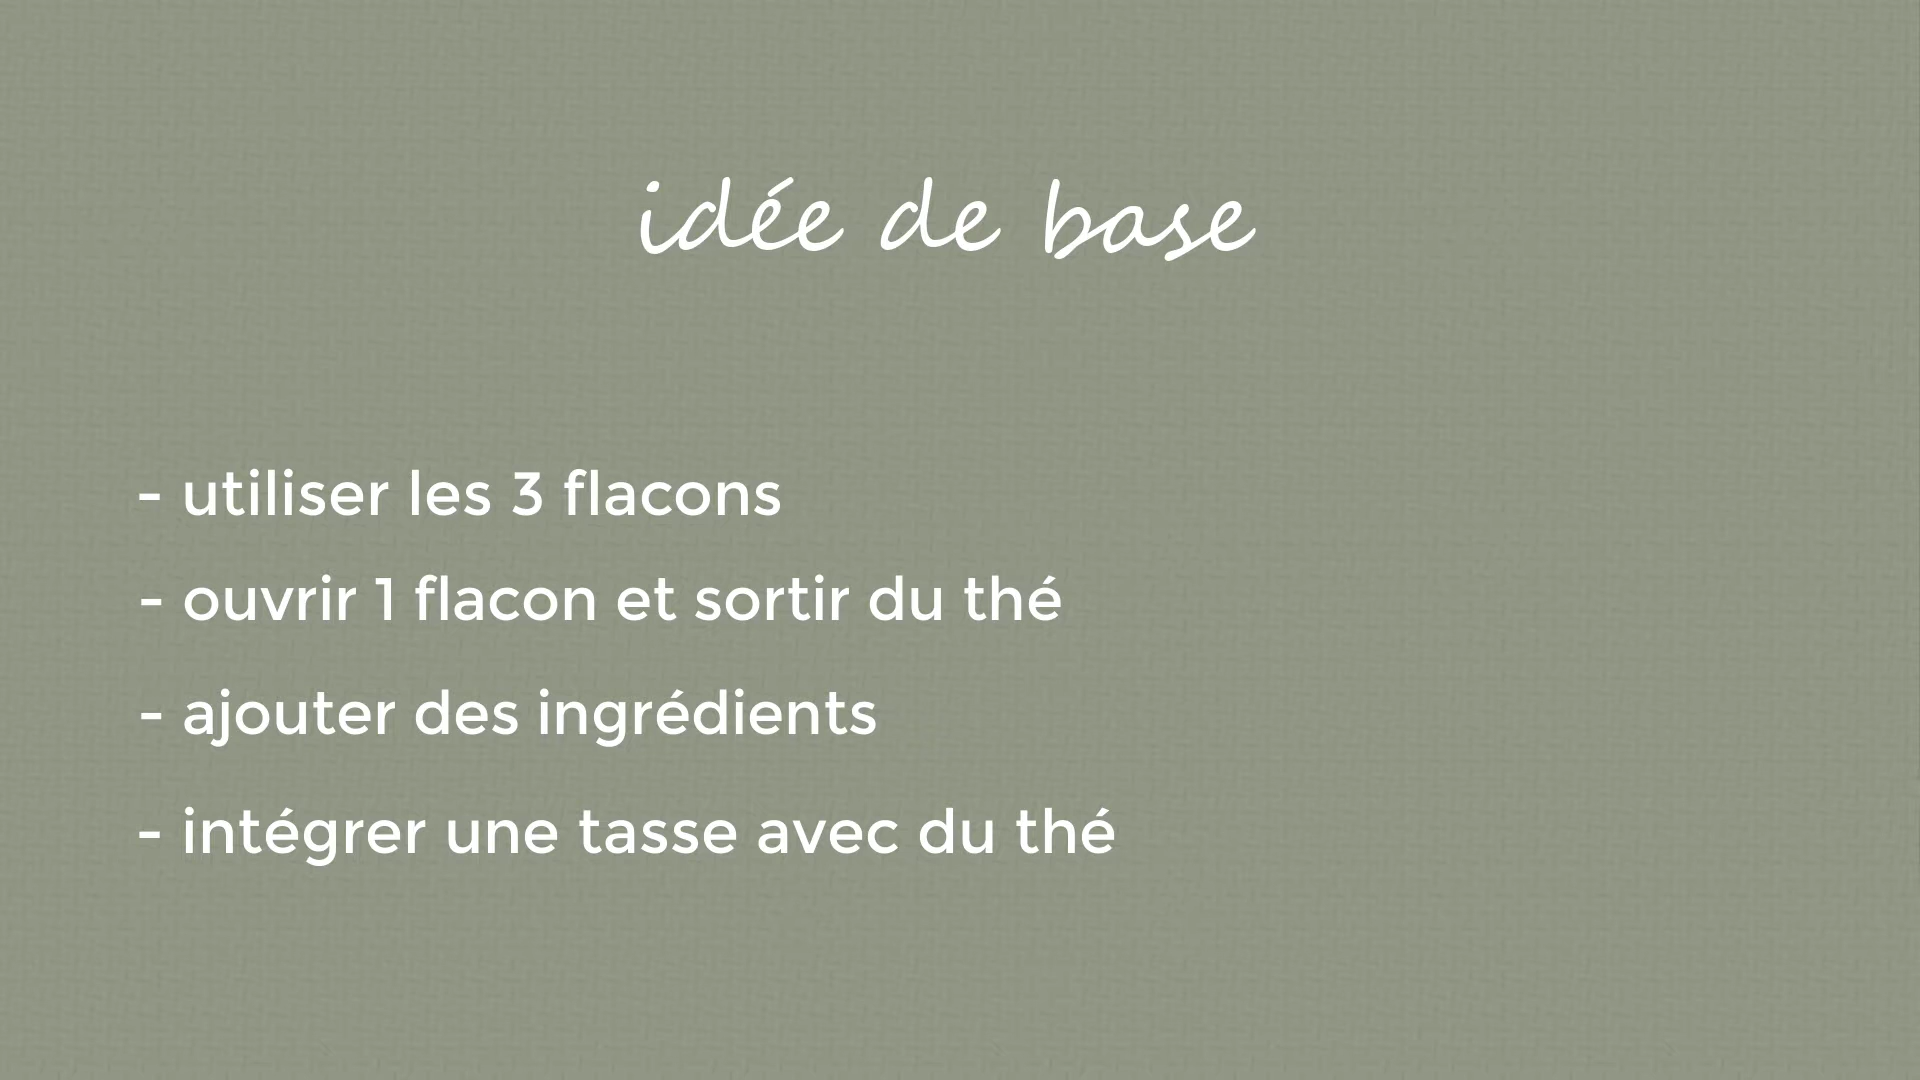 idée de base
- utiliser les 3 flacons
- ouvrir 1 flacon et sortir du thé
- ajouter des ingrédients
- intégrer une tasse avec du thé